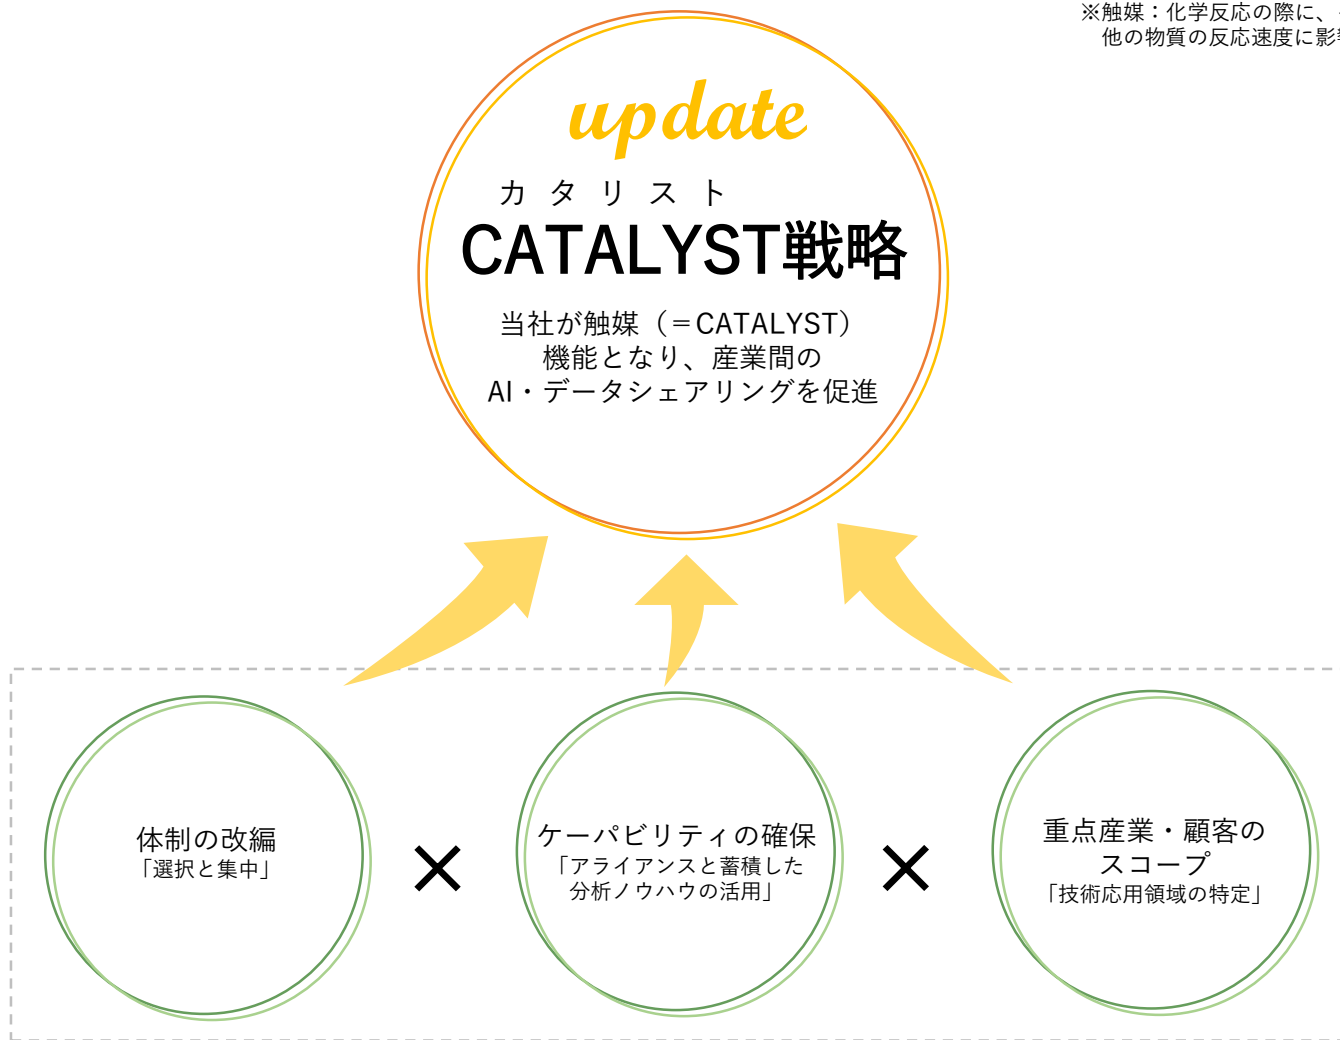 ※触媒：化学反応の際に、
他の物質の反応速度に影
update
カタリスト
CATALYST戦略
当社が触媒（＝CATALYST）
機能となり、産業間の
AI・データシェアリングを促進
体制の改編
「選択と集中」
×
ケーパビリティの確保
「アライアンスと蓄積した
分析ノウハウの活用」
×
重点産業・顧客の
スコープ
「技術応用領域の特定」